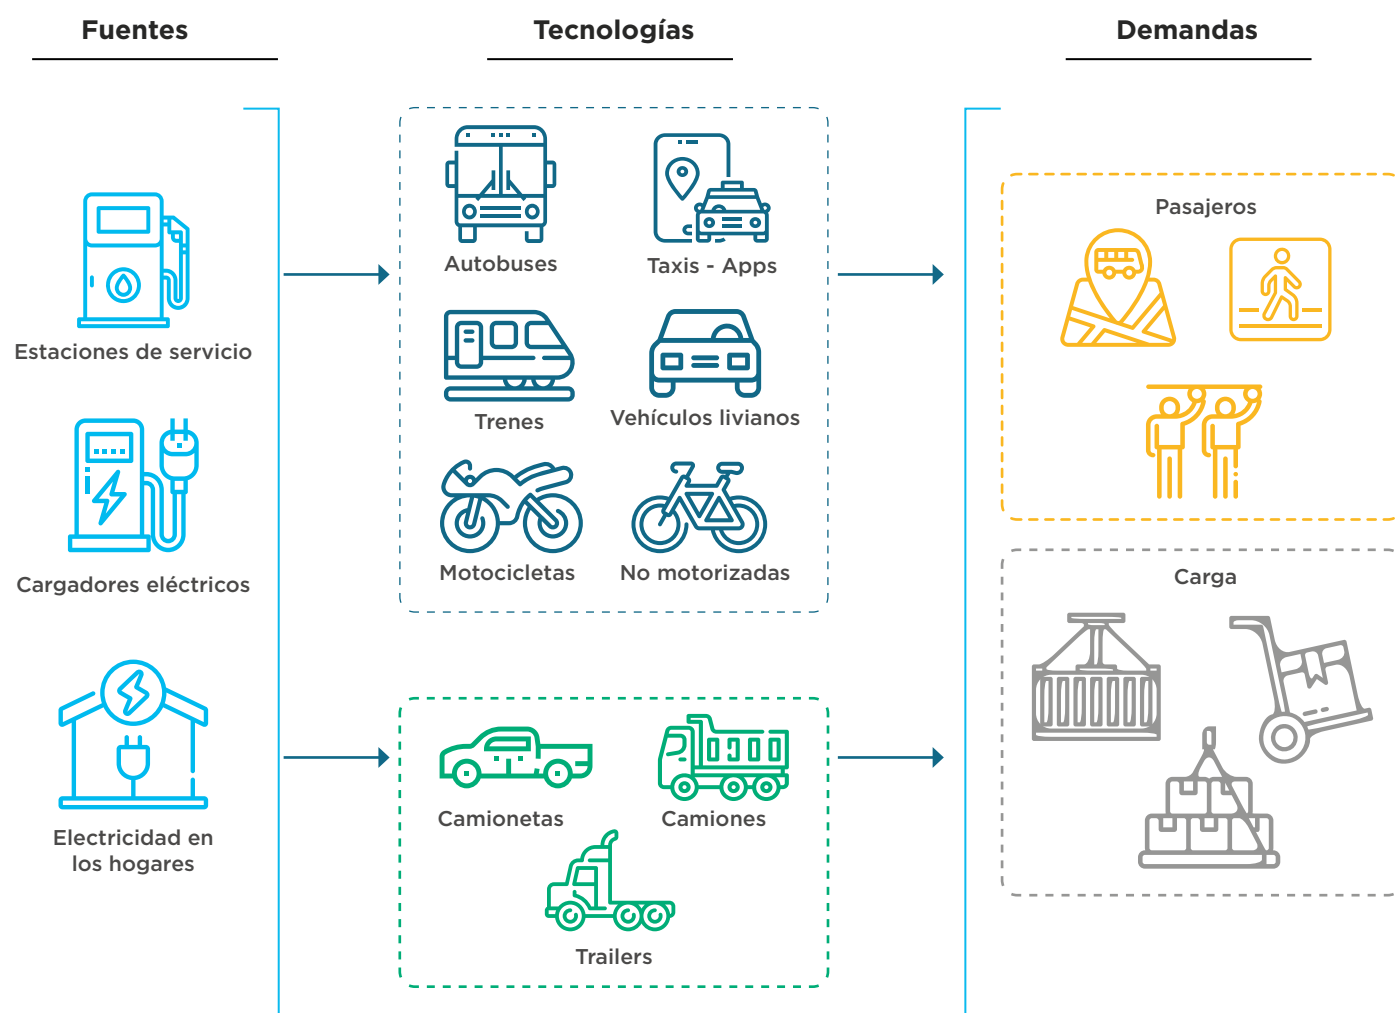 Fuentes
Tecnologías
Demandas
Estaciones de servicio
Cargadores eléctricos
Electricidad en
los hogares
Autobuses
Taxis - Apps
Trenes
Vehículos livianos
Motocicletas
No motorizadas
Camionetas
Camiones
Trailers
Pasajeros
Carga